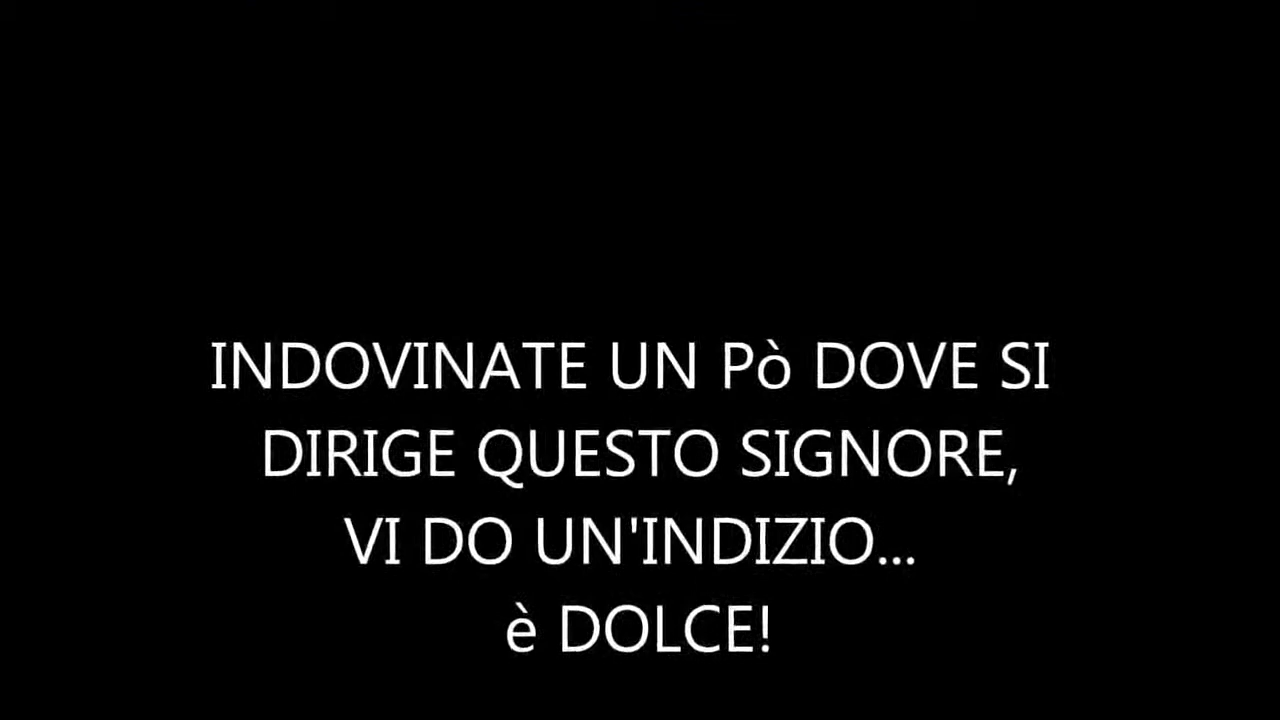 INDOVINATE UN Pò DOVE SI
DIRIGE QUESTO SIGNORE,
VI DO UN'INDIZIO...
è DOLCE!